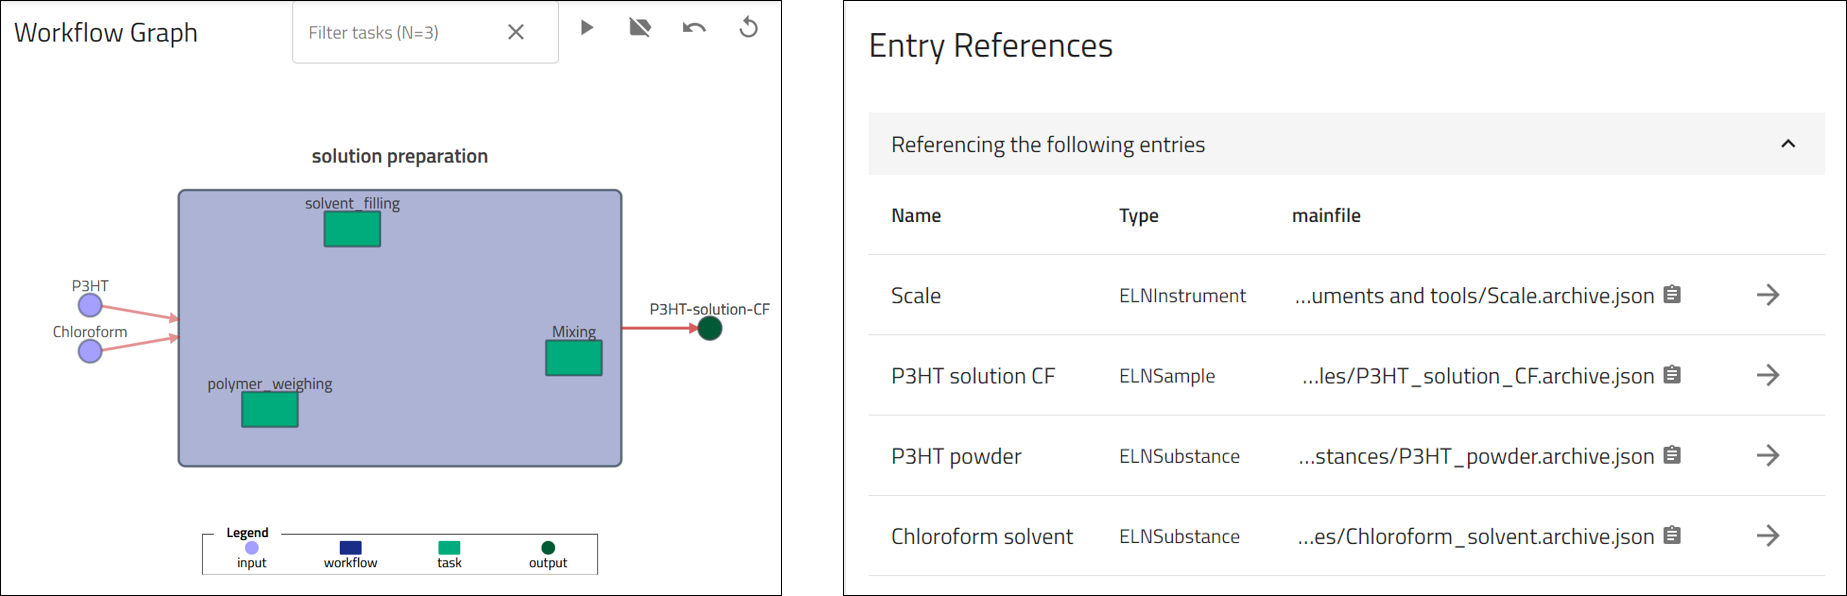 Workflow Graph
Filter tasks (N=3)
solution preparation
solvent_filling
P3HT
Chloroform
P3HT-solution-CF
Mixing
polymer_weighing
Legend
input
workflow
task
output
Entry References
Referencing the following entries
Name Type mainfile
Scale ELNInstrument ...uments and tools/Scale.archive.json
P3HT solution CF ELNSample ...les/P3HT_solution_CF.archive.json
P3HT powder ELNSubstance ...stances/P3HT_powder.archive.json
Chloroform solvent ELNSubstance ...es/Chloroform_solvent.archive.json